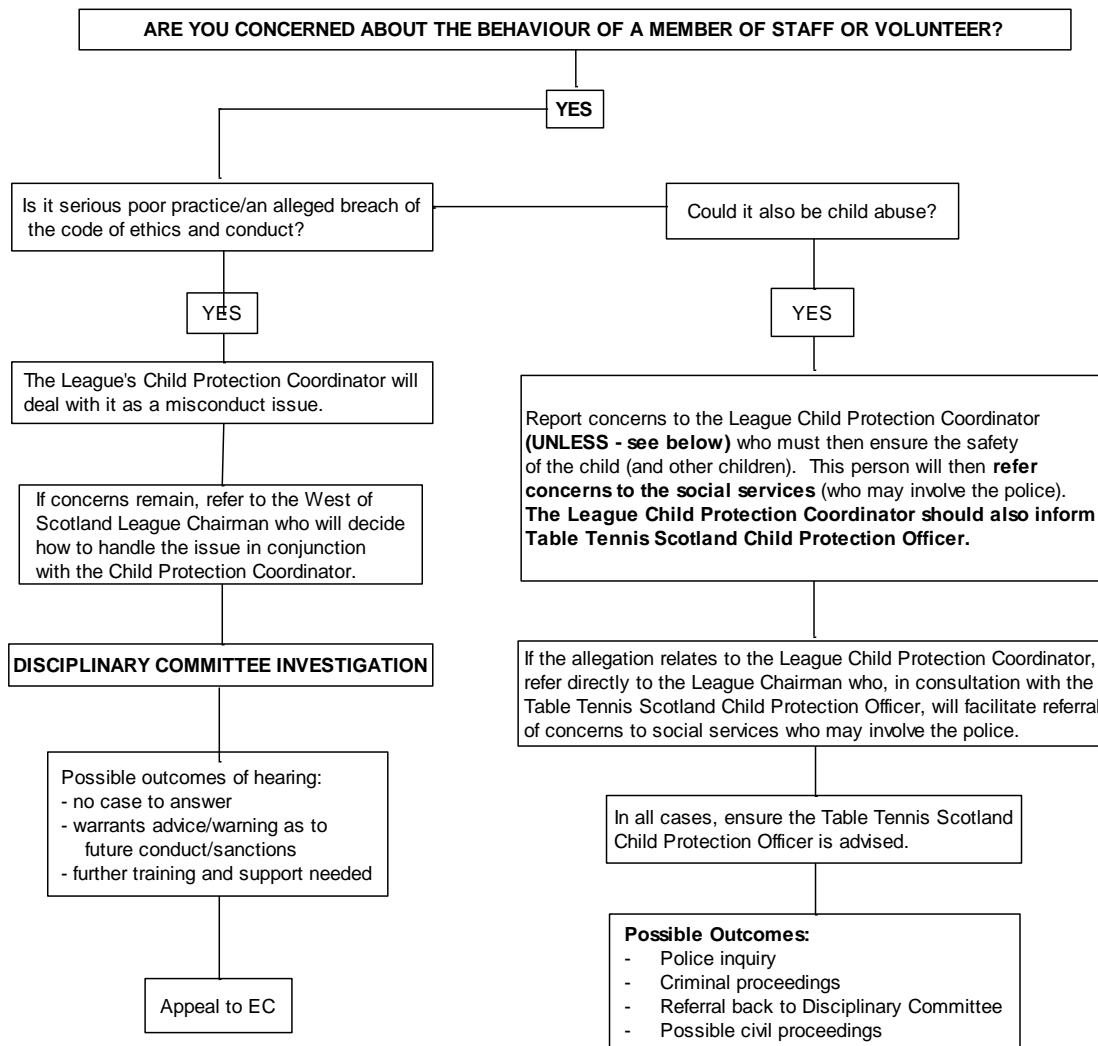 ARE YOU CONCERNED ABOUT THE BEHAVIOUR OF A MEMBER OF STAFF OR VOLUNTEER?
YES
Is it serious poor practice/an alleged breach of
the code of ethics and conduct?
Could it also be child abuse?
YES
YES
The League's Child Protection Coordinator will
deal with it as a misconduct issue.
Report concerns to the League Child Protection Coordinator
(UNLESS - see below) who must then ensure the safety
of the child (and other children). This person will then refer
concerns to the social services (who may involve the police).
The League Child Protection Coordinator should also inform
Table Tennis Scotland Child Protection Officer.
If concerns remain, refer to the West of
Scotland League Chairman who will decide
how to handle the issue in conjunction
with the Child Protection Coordinator.
DISCIPLINARY COMMITTEE INVESTIGATION
If the allegation relates to the League Child Protection Coordinator,
refer directly to the League Chairman who, in consultation with the
Table Tennis Scotland Child Protection Officer, will facilitate referral
of concerns to social services who may involve the police.
Possible outcomes of hearing:
- no case to answer
- warrants advice/warning as to
future conduct/sanctions
- further training and support needed
In all cases, ensure the Table Tennis Scotland
Child Protection Officer is advised.
Appeal to EC
Possible Outcomes:
- Police inquiry
- Criminal proceedings
- Referral back to Disciplinary Committee
- Possible civil proceedings